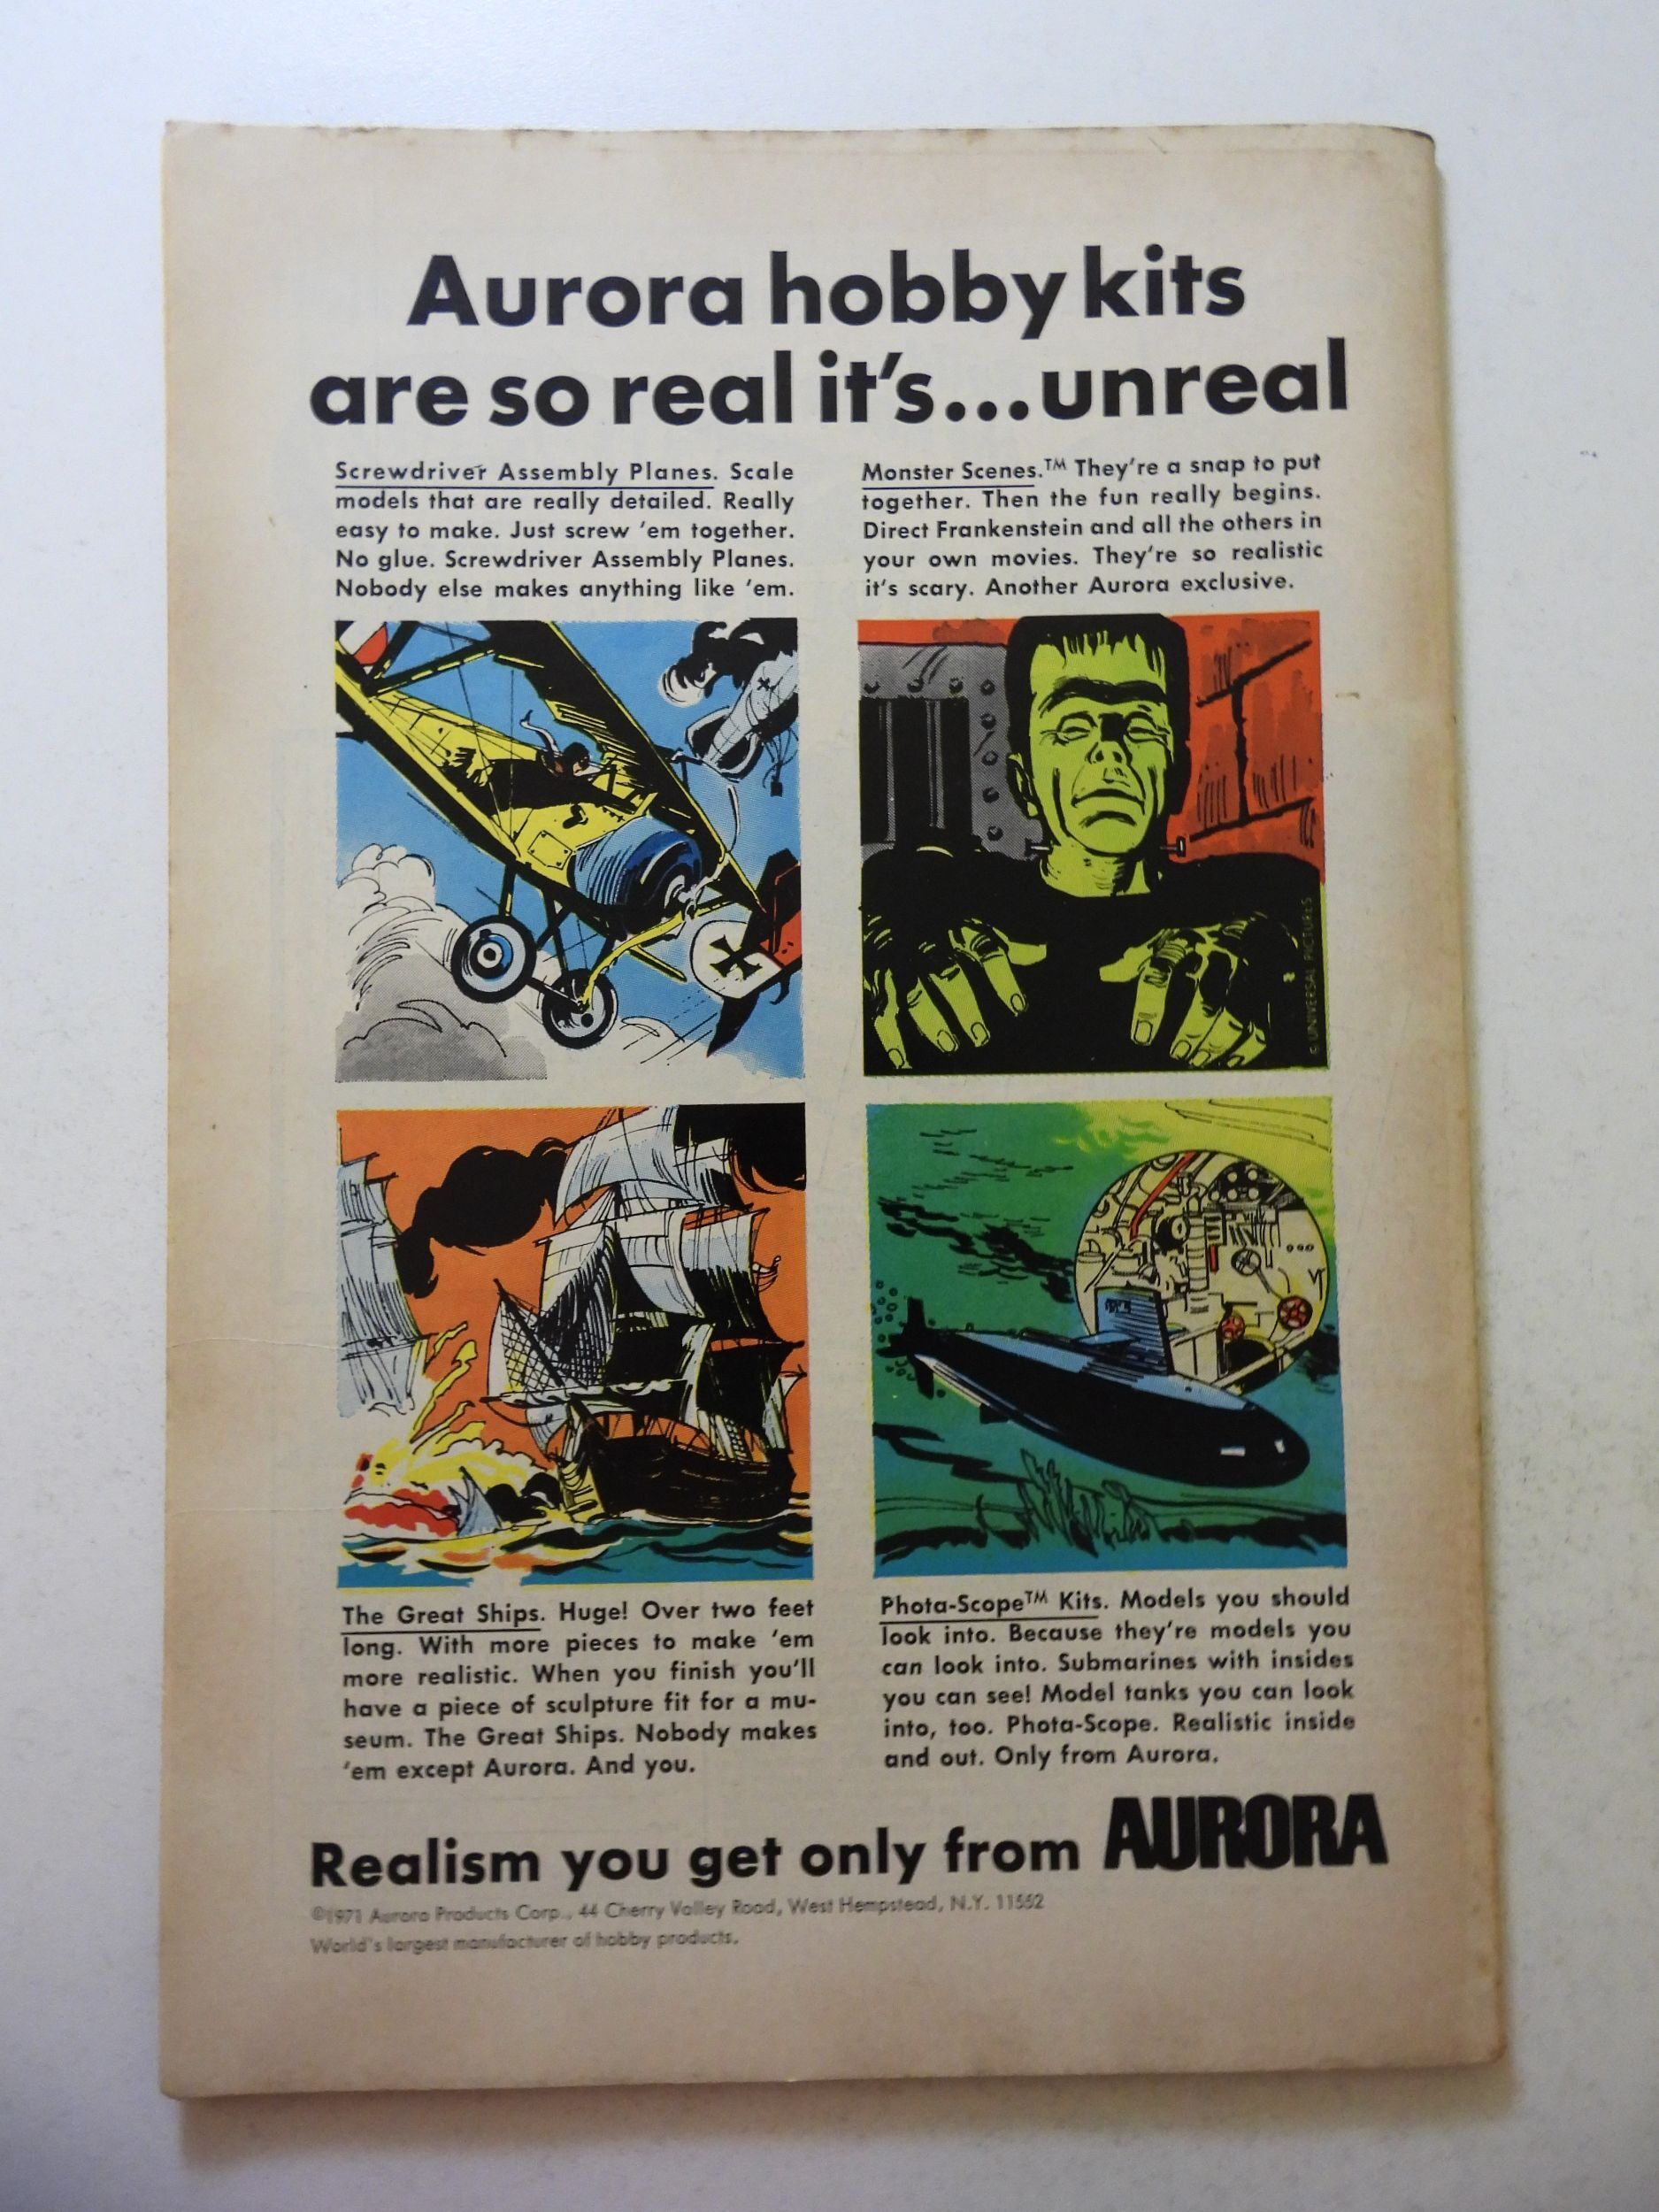 Aurora hobby kits
are so real it's...unreal
Screwdriver Assembly Planes. Scale
models that are really detailed. Really
easy to make. Just screw 'em together.
No glue. Screwdriver Assembly Planes.
Nobody else makes anything like 'em.
Monster Scenes.™ They're a snap to put
together. Then the fun really begins.
Direct Frankenstein and all the others in
your own movies. They're so realistic
it's scary. Another Aurora exclusive.
© UNIVERSAL PICTURES
The Great Ships. Huge! Over two feet
long. With more pieces to make 'em
more realistic. When you finish you'll
have a piece of sculpture fit for a mu-
seum. The Great Ships. Nobody makes
'em except Aurora. And you.
Phota-Scope™ Kits. Models you should
look into. Because they're models you
can look into. Submarines with insides
you can see! Model tanks you can look
into, too. Phota-Scope. Realistic inside
and out. Only from Aurora.
Realism you get only from AURORA
©1971 Aurora Products Corp., 44 Cherry Valley Road, West Hempstead, N.Y. 11552
World's largest manufacturer of hobby products.